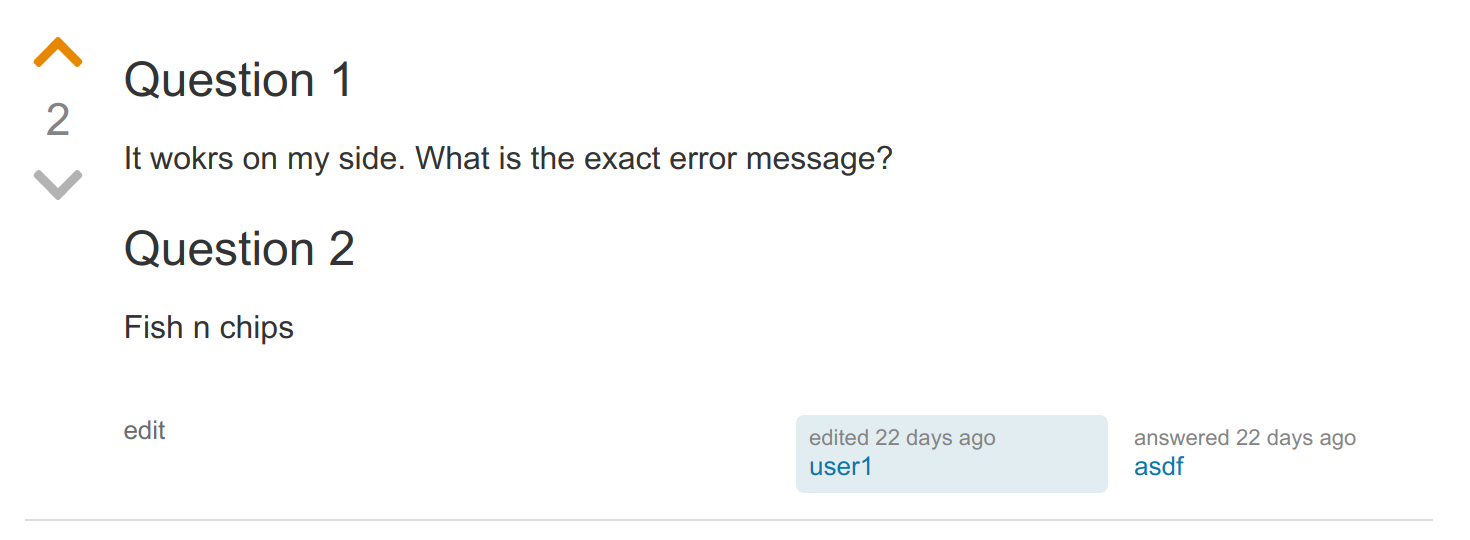 Question 1
2
It wokrs on my side. What is the exact error message?
Question 2
Fish n chips
edit
edited 22 days ago
user1
answered 22 days ago
asdf